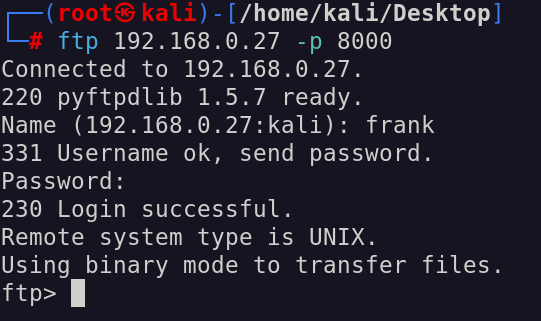 ┌──(root㉿kali)-[/home/kali/Desktop]
└─# ftp 192.168.0.27 -p 8000
Connected to 192.168.0.27.
220 pyftpdlib 1.5.7 ready.
Name (192.168.0.27:kali): frank
331 Username ok, send password.
Password:
230 Login successful.
Remote system type is UNIX.
Using binary mode to transfer files.
ftp>